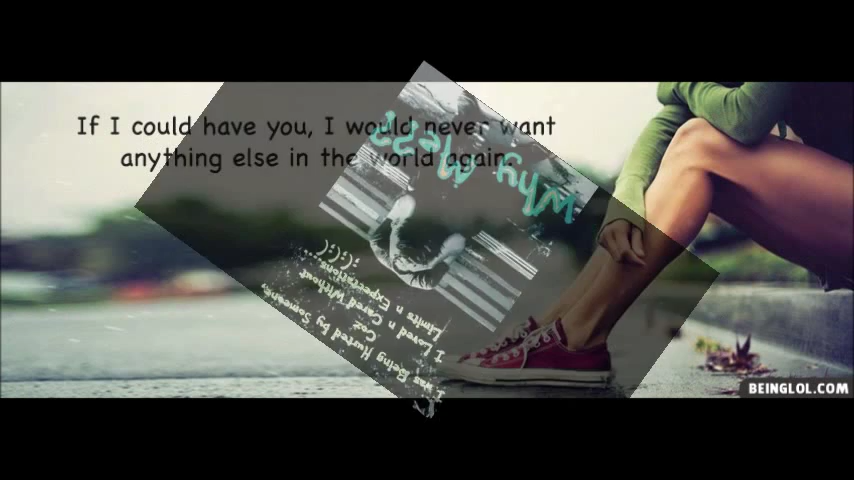 If I could have you, I would never want
anything else in the world again.
Why Me??
I was Being Hurted by Someone,
Coz
I Loved n Cared Without
Limits n Expectations
;(;(;(
BEINGLOL.COM